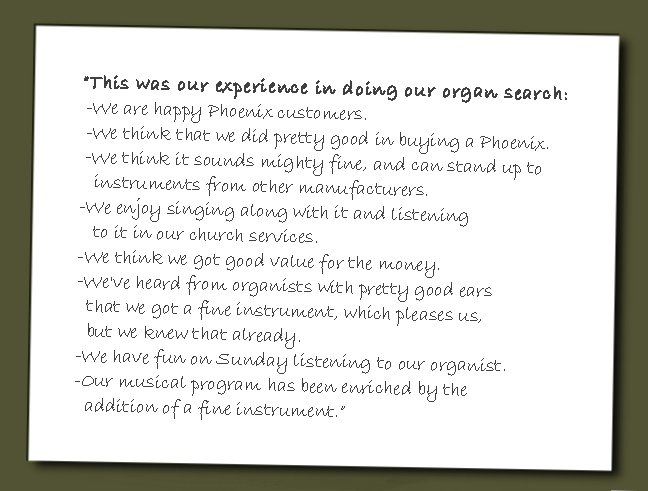 "This was our experience in doing our organ search:
-We are happy Phoenix customers.
-We think that we did pretty good in buying a Phoenix.
-We think it sounds mighty fine, and can stand up to
instruments from other manufacturers.
-We enjoy singing along with it and listening
to it in our church services.
-We think we got good value for the money.
-We've heard from organists with pretty good ears
that we got a fine instrument, which pleases us,
but we knew that already.
-We have fun on Sunday listening to our organist.
-Our musical program has been enriched by the
addition of a fine instrument."